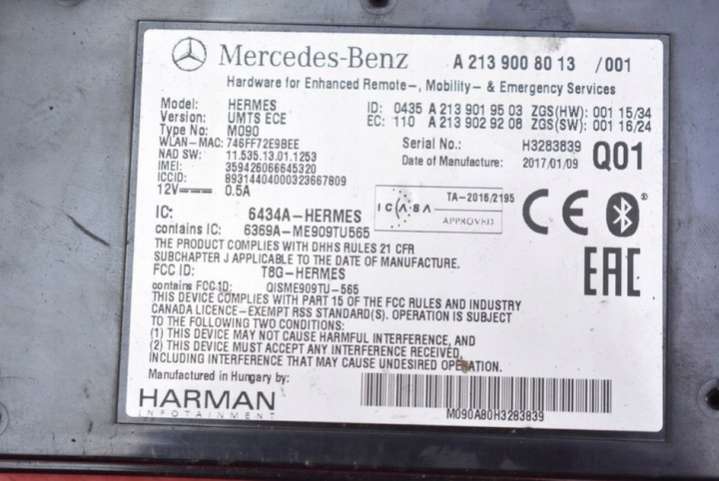 Mercedes-Benz A 213 900 80 13 /001
Hardware for Enhanced Remote-, Mobility- & Emergency Services
Model: HERMES ID: 0435 A 213 901 95 03 ZGS(HW): 001 15/34
Version: UMTS ECE EC: 110 A 213 902 92 08 ZGS(SW): 001 16/24
Type No: M090
WLAN-MAC: 746FF72E9BEE Serial No.: H3283839
NAD SW: 11.535.13.01.1253 Date of Manufacture: 2017/01/09 Q01
IMEI: 359426066645320
ICCID: 89314404000323667809
12V 0.5A
TA-2016/2195
ICASA APPROVED
CE
EAC
IC: 6434A-HERMES
contains IC: 6369A-ME909TU565
THE PRODUCT COMPLIES WITH DHHS RULES 21 CFR
SUBCHAPTER J APPLICABLE TO THE DATE OF MANUFACTURE.
FCC ID: T8G-HERMES
contains FCC ID: QISME909TU-565
THIS DEVICE COMPLIES WITH PART 15 OF THE FCC RULES AND INDUSTRY
CANADA LICENCE-EXEMPT RSS STANDARD(S). OPERATION IS SUBJECT
TO THE FOLLOWING TWO CONDITIONS:
(1) THIS DEVICE MAY NOT CAUSE HARMFUL INTERFERENCE, AND
(2) THIS DEVICE MUST ACCEPT ANY INTERFERENCE RECEIVED,
INCLUDING INTERFERENCE THAT MAY CAUSE UNDESIRED OPERATION.
Manufactured in Hungary by:
HARMAN
INFOTAINMENT
M090A80H3283839